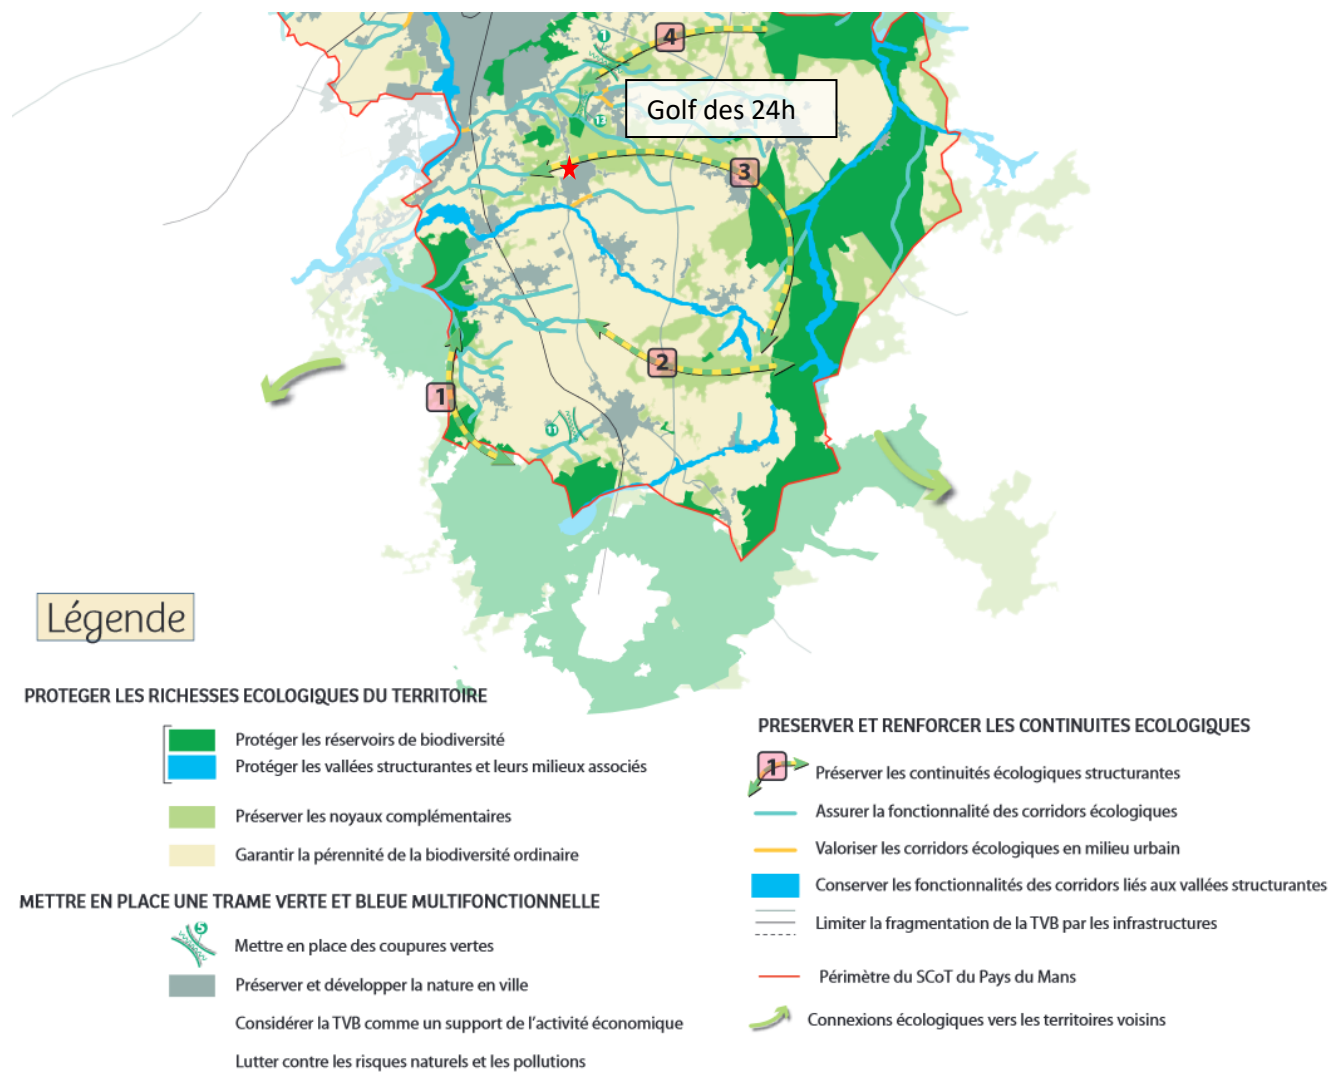 1
4
Golf des 24h
13
3
2
1
11
Légende
PROTEGER LES RICHESSES ECOLOGIQUES DU TERRITOIRE
Protéger les réservoirs de biodiversité
Protéger les vallées structurantes et leurs milieux associés
Préserver les noyaux complémentaires
Garantir la pérennité de la biodiversité ordinaire
METTRE EN PLACE UNE TRAME VERTE ET BLEUE MULTIFONCTIONNELLE
5
Mettre en place des coupures vertes
Préserver et développer la nature en ville
Considérer la TVB comme un support de l'activité économique
Lutter contre les risques naturels et les pollutions
PRESERVER ET RENFORCER LES CONTINUITES ECOLOGIQUES
1
Préserver les continuités écologiques structurantes
Assurer la fonctionnalité des corridors écologiques
Valoriser les corridors écologiques en milieu urbain
Conserver les fonctionnalités des corridors liés aux vallées structurantes
Limiter la fragmentation de la TVB par les infrastructures
Périmètre du SCoT du Pays du Mans
Connexions écologiques vers les territoires voisins